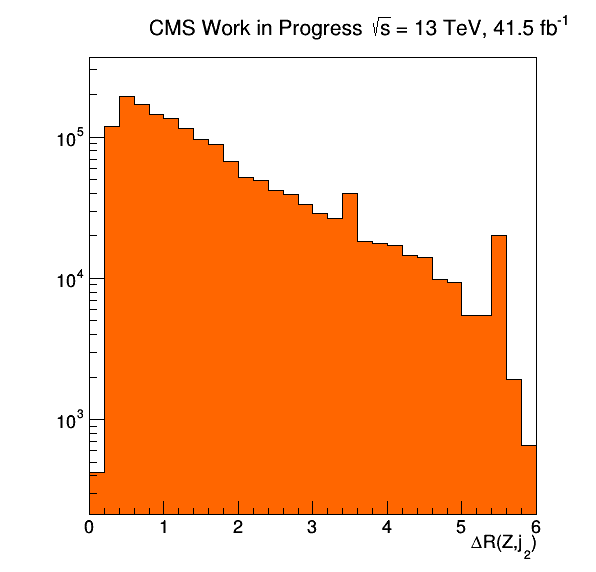 CMS Work in Progress √s = 13 TeV, 41.5 fb⁻¹
10⁵
10⁴
10³
0 1 2 3 4 5 6
ΔR(Z,j₂)